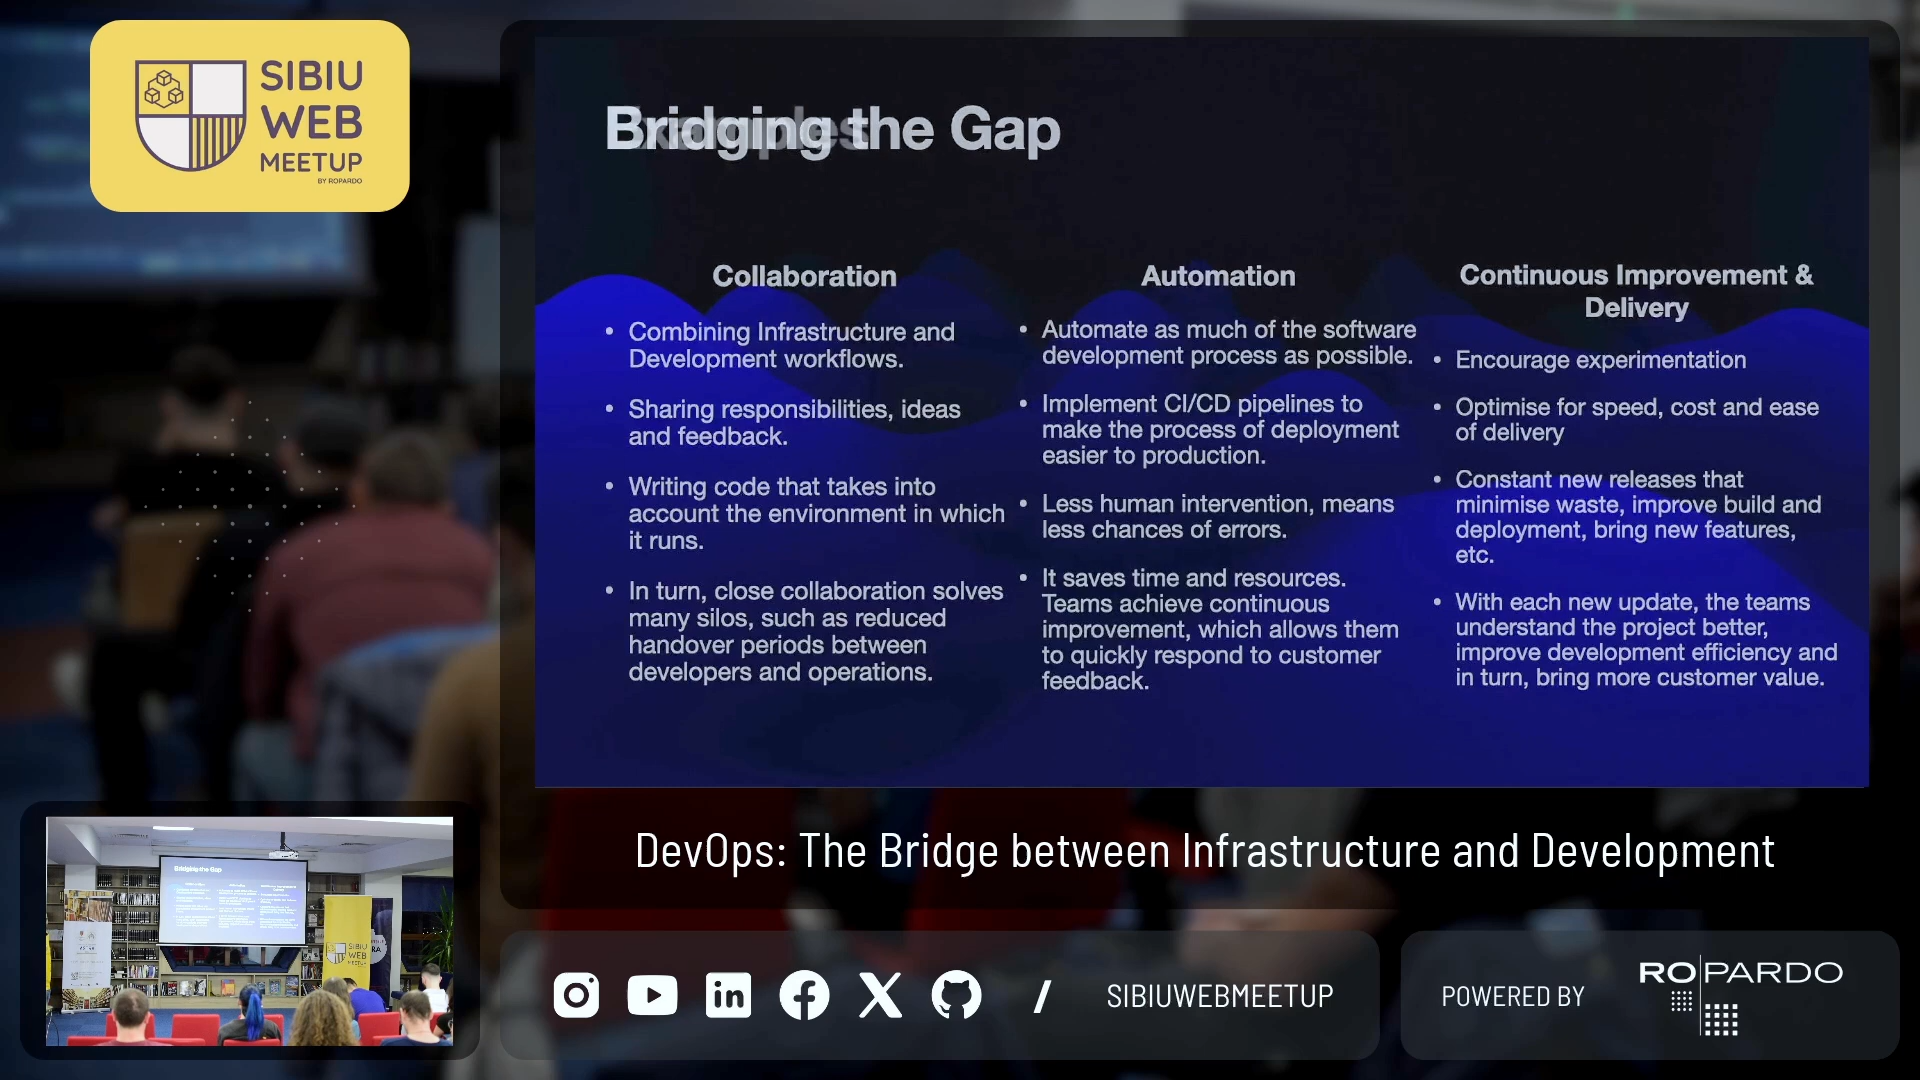 SIBIU
WEB
MEETUP
BY ROPARDO
Bridging the Gap
Collaboration
• Combining Infrastructure and
Development workflows.
• Sharing responsibilities, ideas
and feedback.
• Writing code that takes into
account the environment in which
it runs.
• In turn, close collaboration solves
many silos, such as reduced
handover periods between
developers and operations.
Automation
• Automate as much of the software
development process as possible.
• Implement CI/CD pipelines to
make the process of deployment
easier to production.
• Less human intervention, means
less chances of errors.
• It saves time and resources.
Teams achieve continuous
improvement, which allows them
to quickly respond to customer
feedback.
Continuous Improvement &
Delivery
• Encourage experimentation
• Optimise for speed, cost and ease
of delivery
• Constant new releases that
minimise waste, improve build and
deployment, bring new features,
etc.
• With each new update, the teams
understand the project better,
improve development efficiency and
in turn, bring more customer value.
DevOps: The Bridge between Infrastructure and Development
Bridging the Gap
SIBIU
WEB
MEETUP
/ SIBIUWEBMEETUP
POWERED BY
ROPARDO